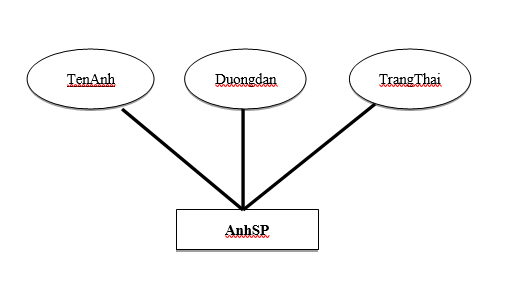 TenAnh
Duongdan
TrangThai
AnhSP